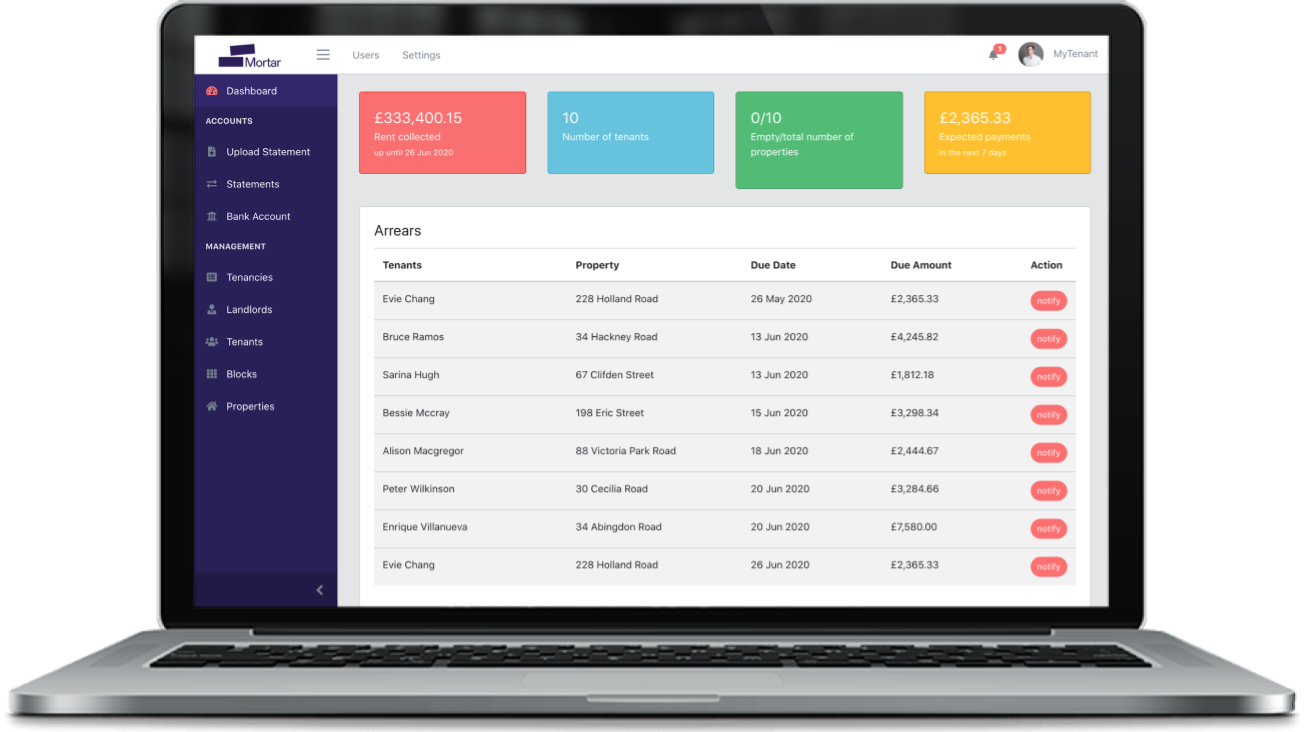 Mortar
Users Settings
1
MyTenant
Dashboard
ACCOUNTS
Upload Statement
Statements
Bank Account
MANAGEMENT
Tenancies
Landlords
Tenants
Blocks
Properties
£333,400.15
Rent collected
up until 26 Jun 2020
10
Number of tenants
0/10
Empty/total number of
properties
£2,365.33
Expected payments
in the next 7 days
Arrears
Tenants Property Due Date Due Amount Action
Evie Chang 228 Holland Road 26 May 2020 £2,365.33 notify
Bruce Ramos 34 Hackney Road 13 Jun 2020 £4,245.82 notify
Sarina Hugh 67 Clifden Street 13 Jun 2020 £1,812.18 notify
Bessie Mccray 198 Eric Street 15 Jun 2020 £3,298.34 notify
Alison Macgregor 88 Victoria Park Road 18 Jun 2020 £2,444.67 notify
Peter Wilkinson 30 Cecilia Road 20 Jun 2020 £3,284.66 notify
Enrique Villanueva 34 Abingdon Road 20 Jun 2020 £7,580.00 notify
Evie Chang 228 Holland Road 26 Jun 2020 £2,365.33 notify